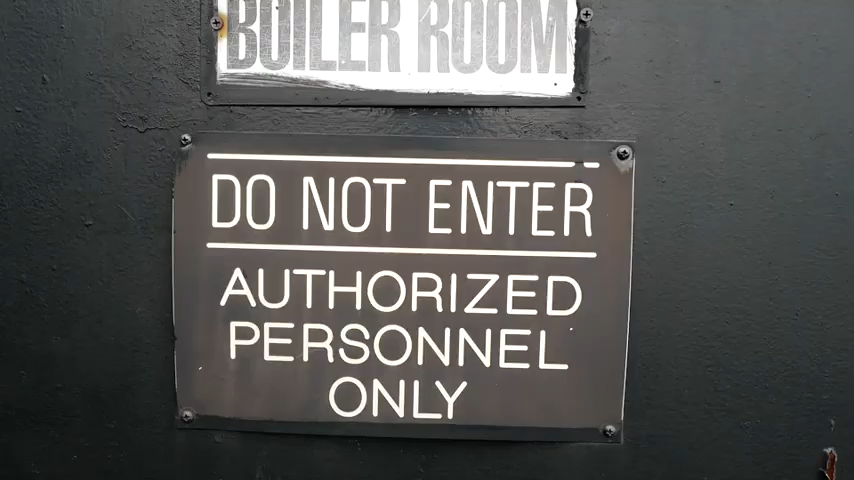 BOILER ROOM
DO NOT ENTER
AUTHORIZED
PERSONNEL
ONLY